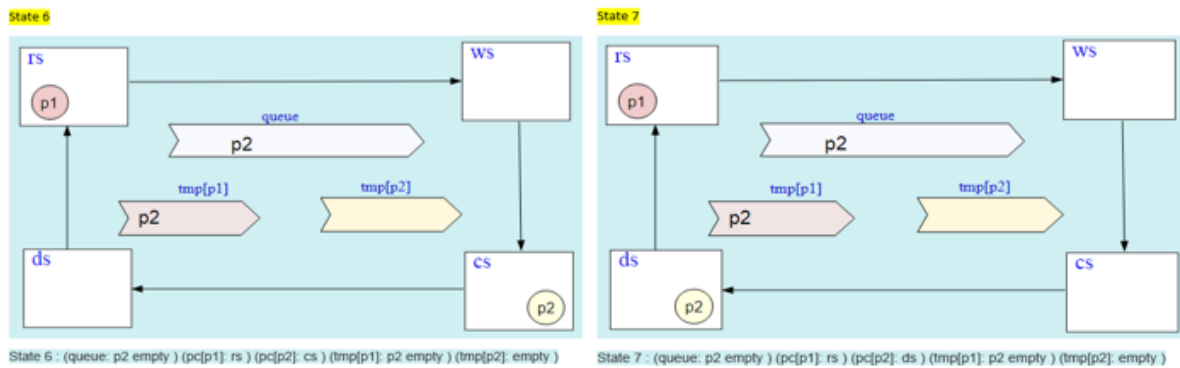 State 6
rs
ws
p1
queue
p2
tmp[p1]
tmp[p2]
p2
ds
cs
p2
State 6 : (queue: p2 empty ) (pc[p1]: rs ) (pc[p2]: cs ) (tmp[p1]: p2 empty ) (tmp[p2]: empty )
State 7
rs
ws
p1
queue
p2
tmp[p1]
tmp[p2]
p2
ds
cs
p2
State 7 : (queue: p2 empty ) (pc[p1]: rs ) (pc[p2]: ds ) (tmp[p1]: p2 empty ) (tmp[p2]: empty )